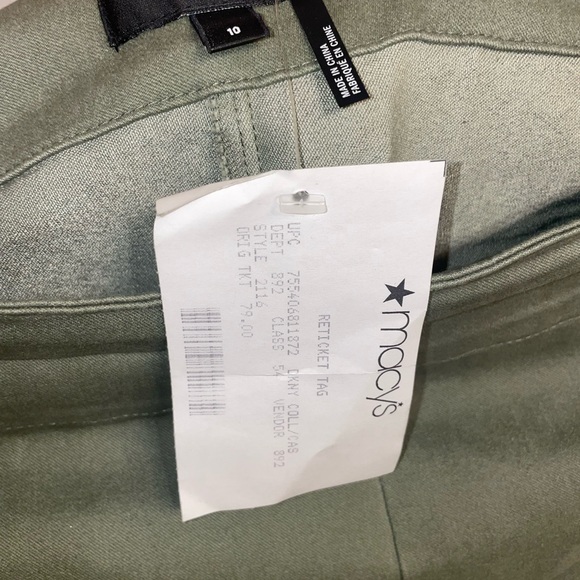 10
MADE IN CHINA
FABRIQUÉ EN CHINE
★macy's
RETICKET TAG
UPC 755406811872 DKNY COLL/CAS
DEPT 892 CLASS 54 VENDOR 892
STYLE 2116
ORIG TKT 79.00